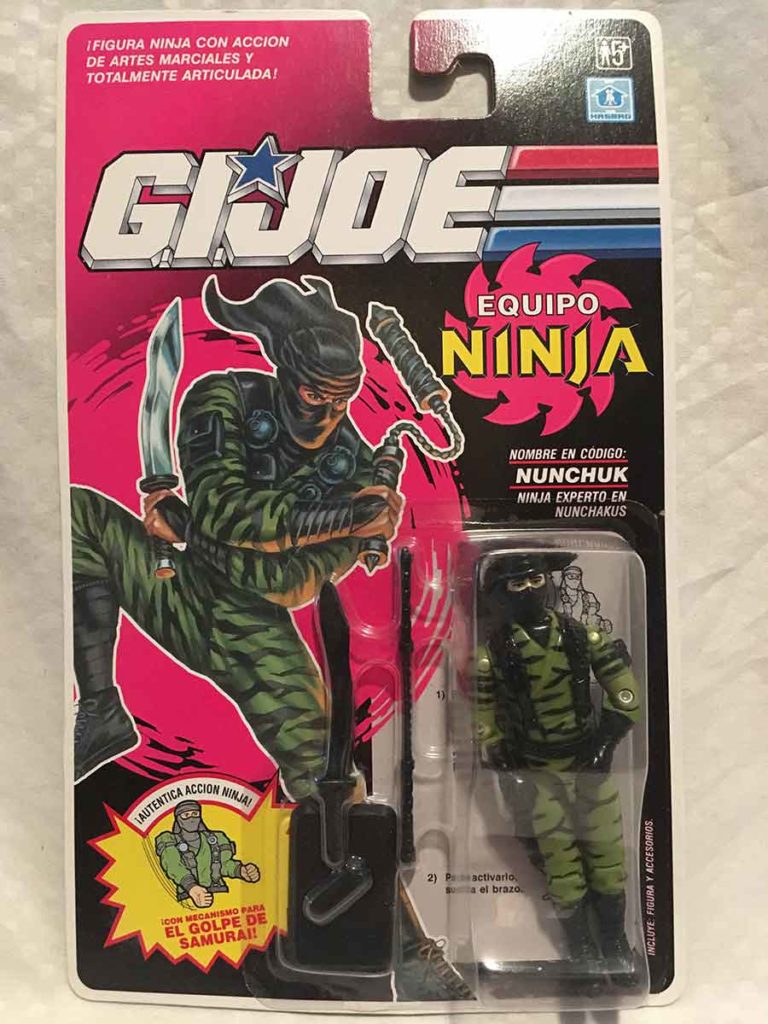 ¡FIGURA NINJA CON ACCION
DE ARTES MARCIALES Y
TOTALMENTE ARTICULADA!
5+
HASBRO
G.I.JOE
EQUIPO
NINJA
NOMBRE EN CÓDIGO:
NUNCHUK
NINJA EXPERTO EN
NUNCHAKUS
1)
2)
el brazo.
¡AUTENTICA ACCION NINJA!
¡CON MECANISMO PARA
EL GOLPE DE
SAMURAI!
INCLUYE: FIGURA Y ACCESORIOS.